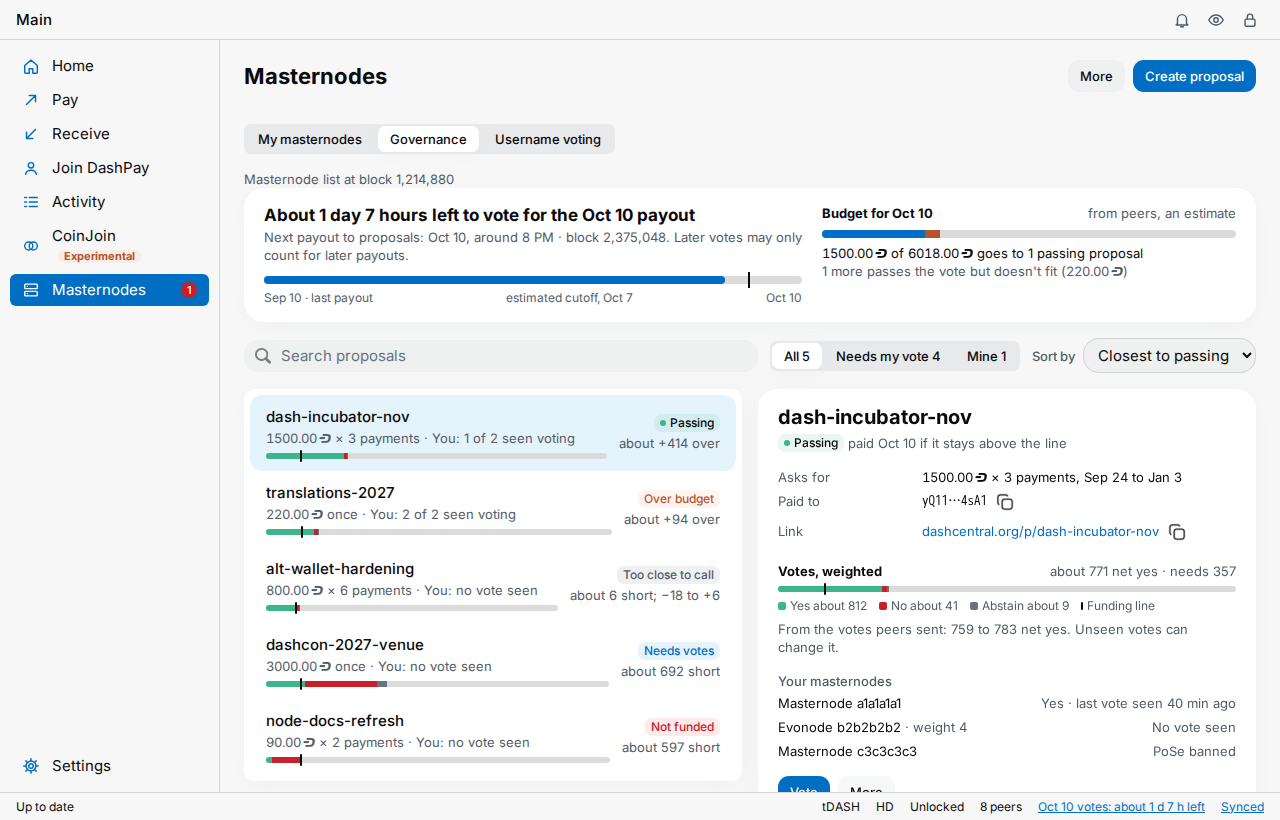 Main
Home
Pay
Receive
Join DashPay
Activity
CoinJoin
Experimental
Masternodes 1
Settings
Masternodes
More
Create proposal
My masternodes
Governance
Username voting
Masternode list at block 1,214,880
About 1 day 7 hours left to vote for the Oct 10 payout
Next payout to proposals: Oct 10, around 8 PM · block 2,375,048. Later votes may only
count for later payouts.
Sep 10 · last payout
estimated cutoff, Oct 7
Oct 10
Budget for Oct 10
from peers, an estimate
1500.00 of 6018.00 goes to 1 passing proposal
1 more passes the vote but doesn't fit (220.00)
Search proposals
All 5
Needs my vote 4
Mine 1
Sort by
Closest to passing
dash-incubator-nov
Passing
1500.00 × 3 payments · You: 1 of 2 seen voting
about +414 over
translations-2027
Over budget
220.00 once · You: 2 of 2 seen voting
about +94 over
alt-wallet-hardening
Too close to call
800.00 × 6 payments · You: no vote seen
about 6 short; −18 to +6
dashcon-2027-venue
Needs votes
3000.00 once · You: no vote seen
about 692 short
node-docs-refresh
Not funded
90.00 × 2 payments · You: no vote seen
about 597 short
dash-incubator-nov
Passing paid Oct 10 if it stays above the line
Asks for
1500.00 × 3 payments, Sep 24 to Jan 3
Paid to
yQ11···4sA1
Link
dashcentral.org/p/dash-incubator-nov
Votes, weighted
about 771 net yes · needs 357
Yes about 812
No about 41
Abstain about 9
Funding line
From the votes peers sent: 759 to 783 net yes. Unseen votes can
change it.
Your masternodes
Masternode a1a1a1a1
Yes · last vote seen 40 min ago
Evonode b2b2b2b2 · weight 4
No vote seen
Masternode c3c3c3c3
PoSe banned
Vote
More
Up to date
tDASH
HD
Unlocked
8 peers
Oct 10 votes: about 1 d 7 h left
Synced